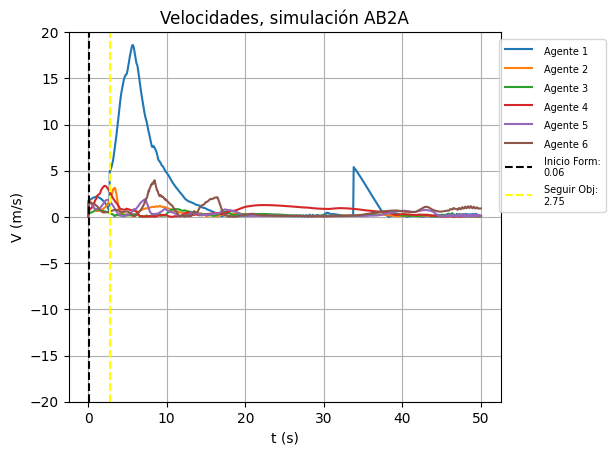 Velocidades, simulación AB2A
20
15
10
5
0
−5
−10
−15
−20
V (m/s)
0
10
20
30
40
50
t (s)
Agente 1
Agente 2
Agente 3
Agente 4
Agente 5
Agente 6
Inicio Form:
0.06
Seguir Obj:
2.75